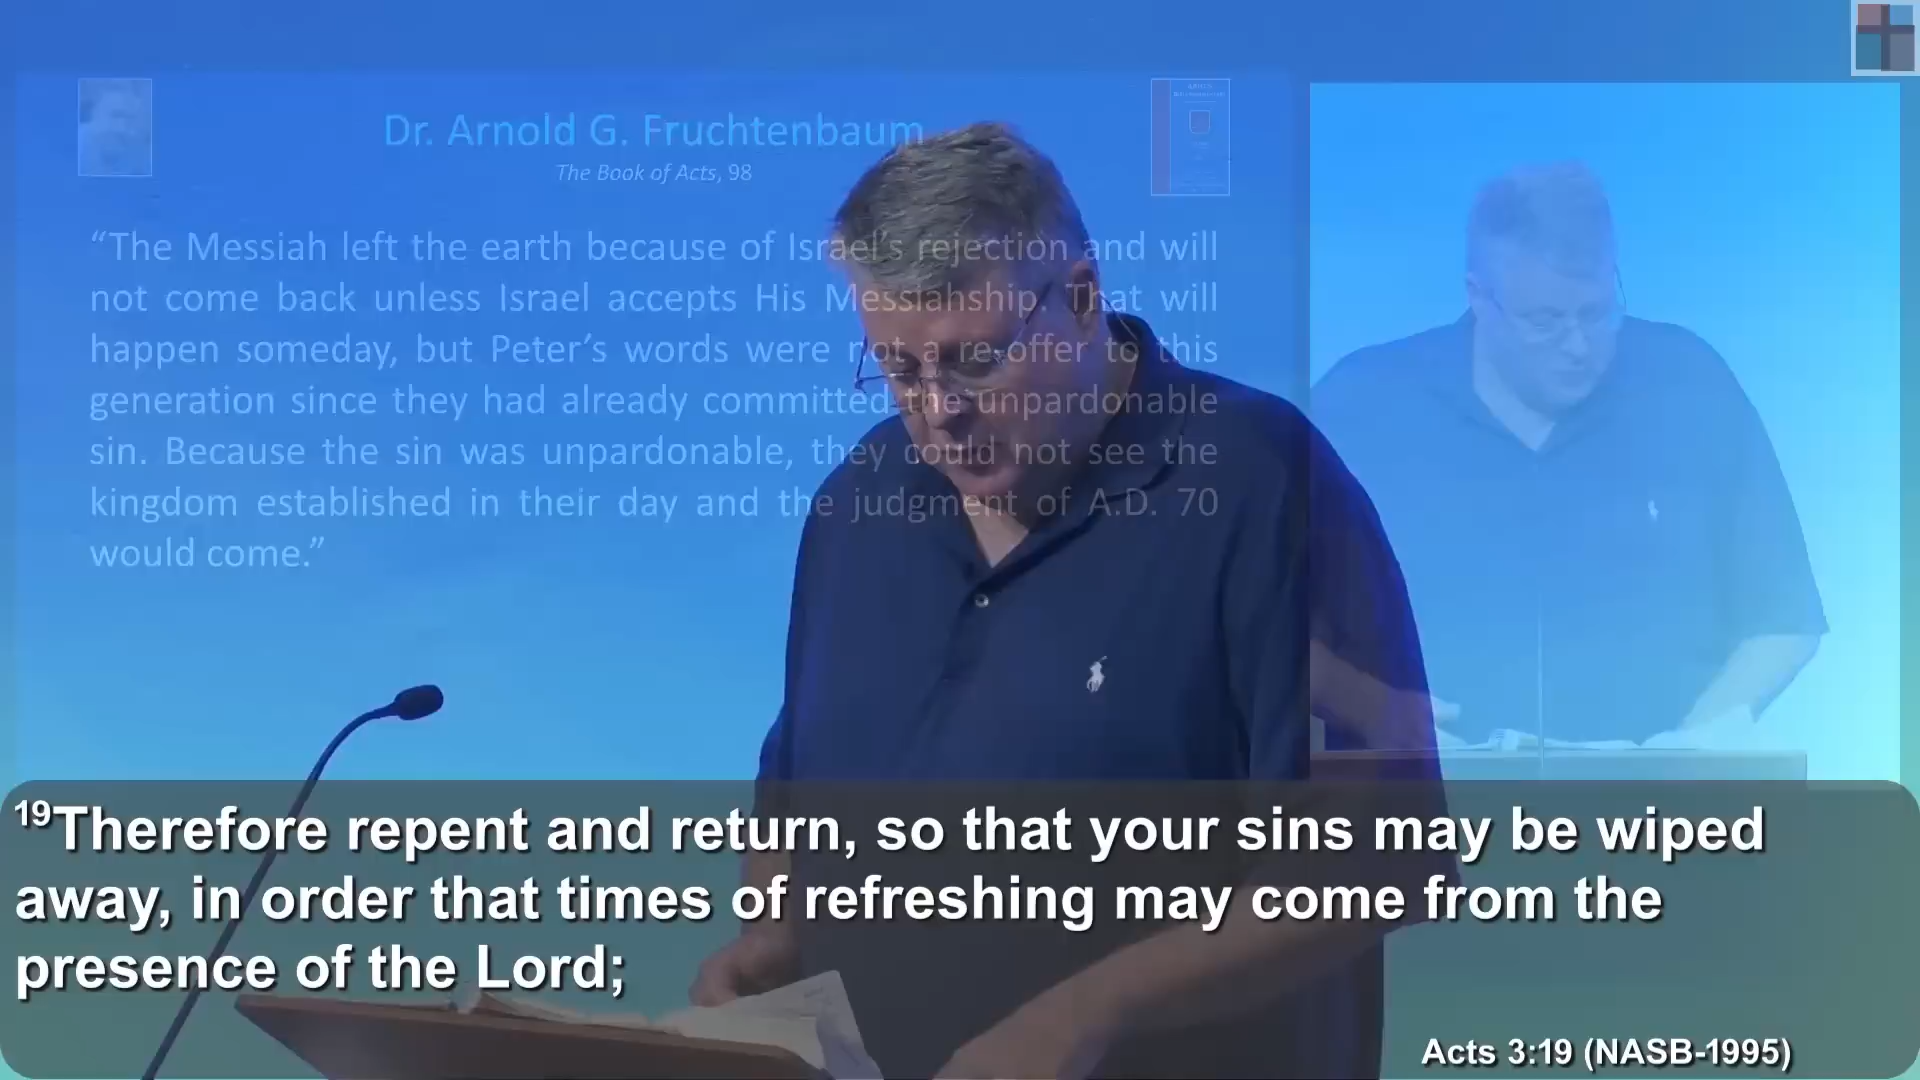 Dr. Arnold G. Fruchtenbaum
The Book of Acts, 98
“The Messiah left the earth because of Israel’s rejection and will
not come back unless Israel accepts His Messianship. That will
happen someday, but Peter’s words were not a re-offer to this
generation since they had already committed the unpardonable
sin. Because the sin was unpardonable, they could not see the
kingdom established in their day and the judgment of A.D. 70
would come.”
19Therefore repent and return, so that your sins may be wiped
away, in order that times of refreshing may come from the
presence of the Lord;
Acts 3:19 (NASB-1995)